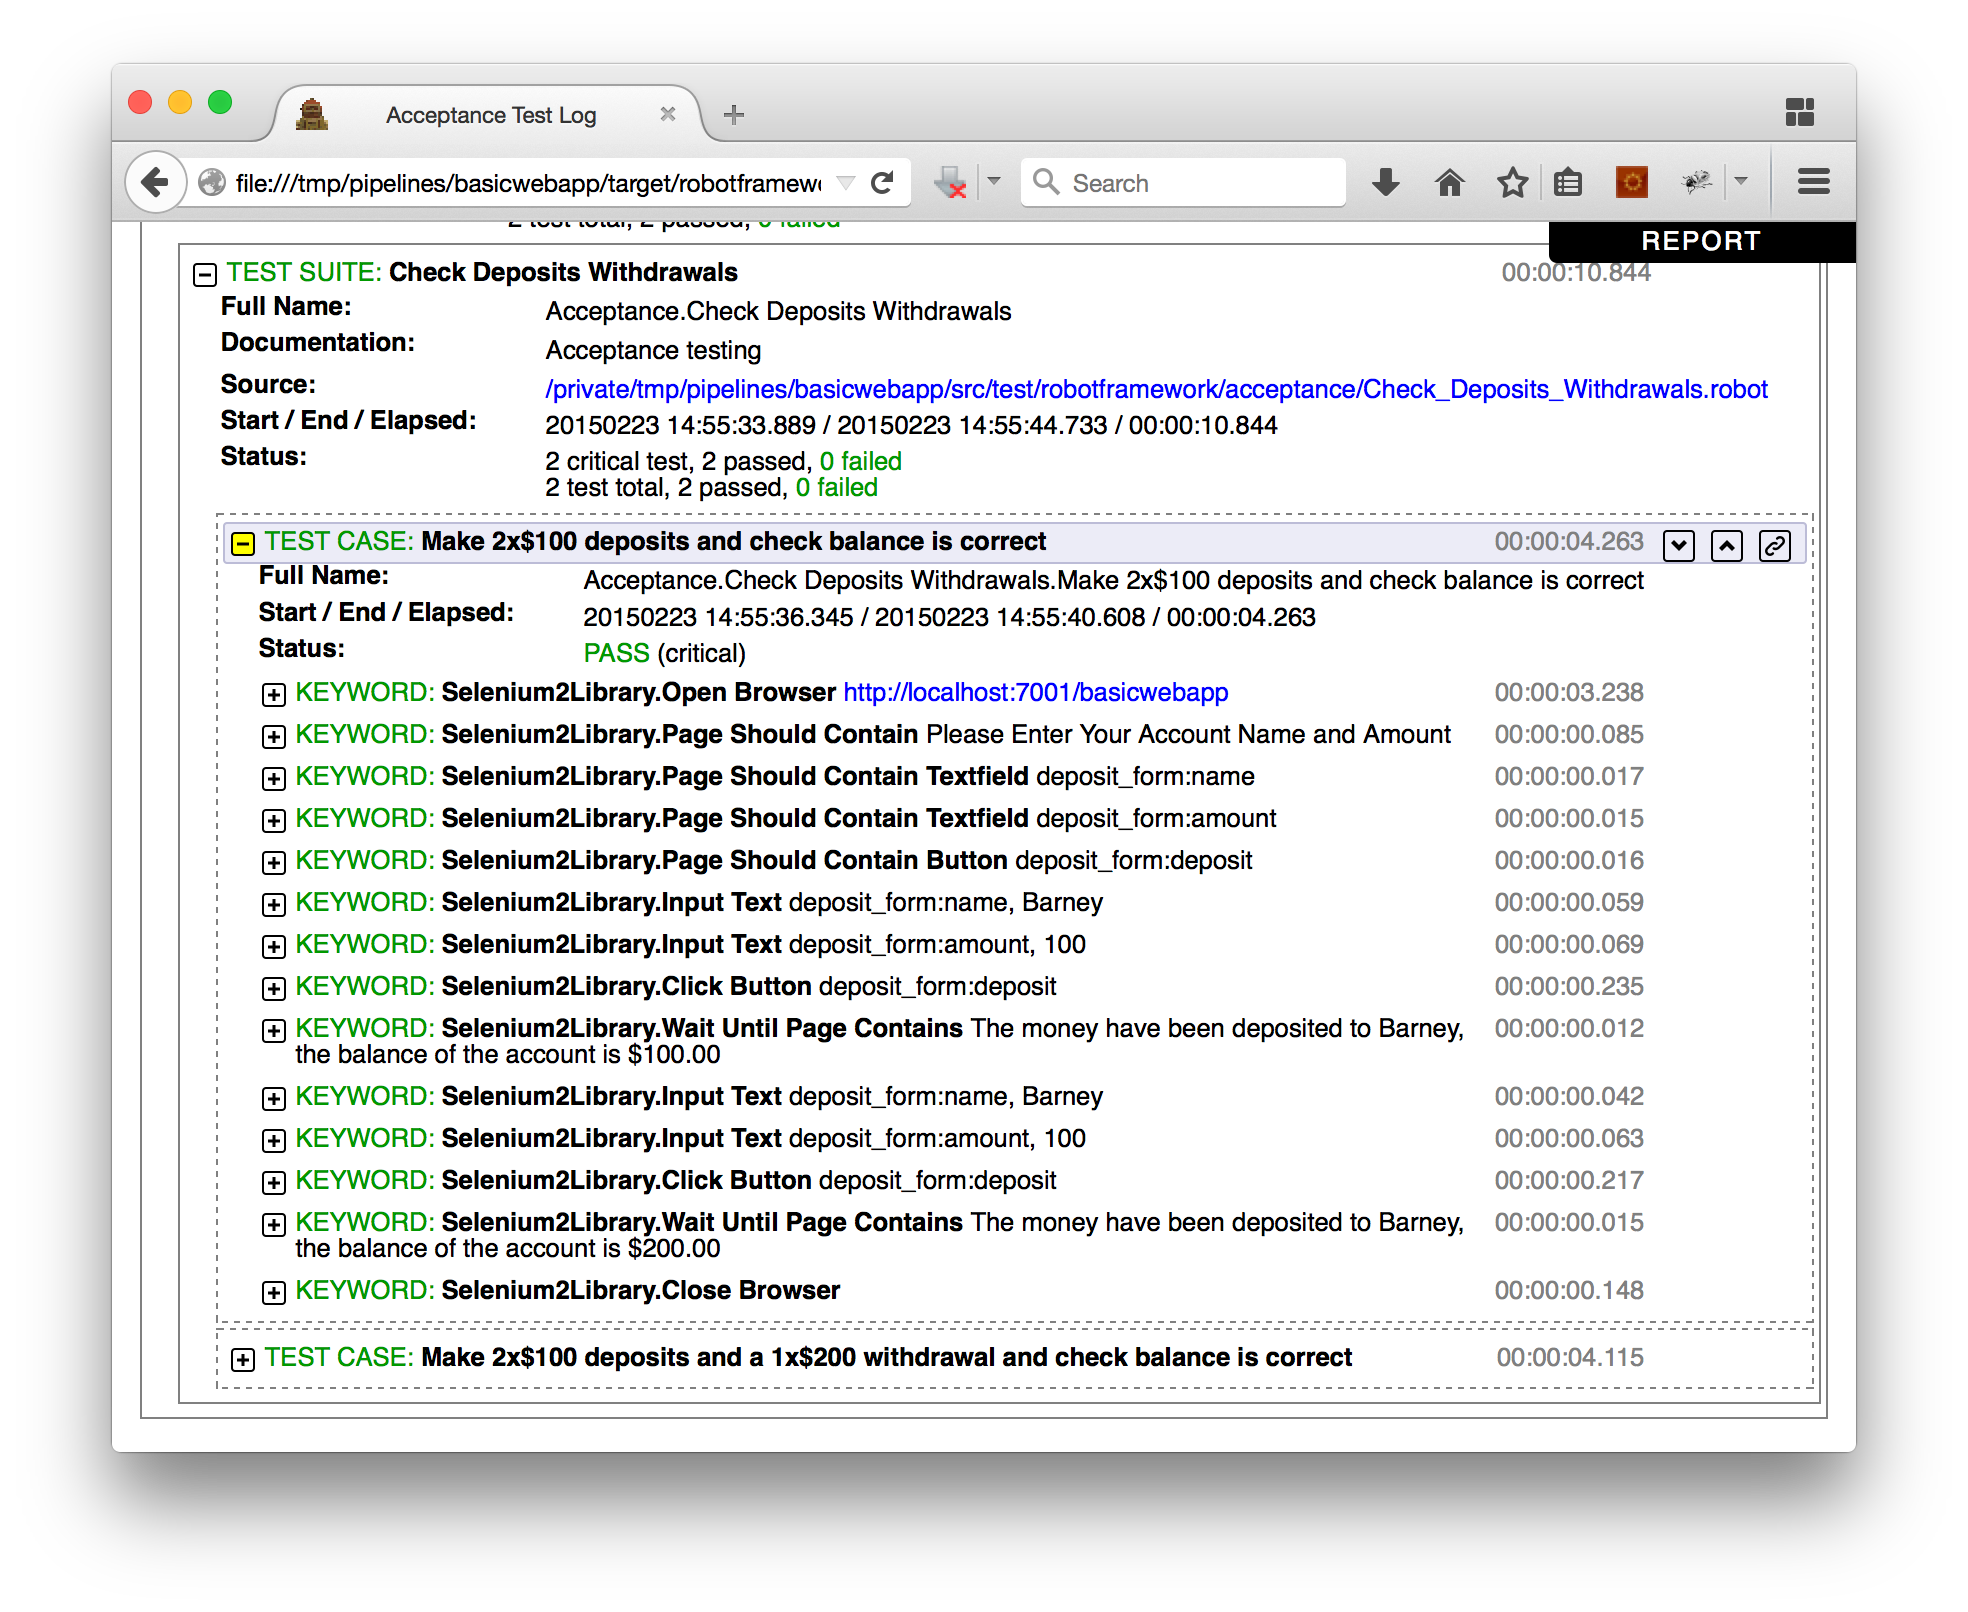 Acceptance Test Log
file:///tmp/pipelines/basicwebapp/target/robotframew
Search
2 test total, 2 passed, 0 failed
REPORT
TEST SUITE: Check Deposits Withdrawals 00:00:10.844
Full Name: Acceptance.Check Deposits Withdrawals
Documentation: Acceptance testing
Source: /private/tmp/pipelines/basicwebapp/src/test/robotframework/acceptance/Check_Deposits_Withdrawals.robot
Start / End / Elapsed: 20150223 14:55:33.889 / 20150223 14:55:44.733 / 00:00:10.844
Status: 2 critical test, 2 passed, 0 failed
2 test total, 2 passed, 0 failed
TEST CASE: Make 2x$100 deposits and check balance is correct 00:00:04.263
Full Name: Acceptance.Check Deposits Withdrawals.Make 2x$100 deposits and check balance is correct
Start / End / Elapsed: 20150223 14:55:36.345 / 20150223 14:55:40.608 / 00:00:04.263
Status: PASS (critical)
KEYWORD: Selenium2Library.Open Browser http://localhost:7001/basicwebapp 00:00:03.238
KEYWORD: Selenium2Library.Page Should Contain Please Enter Your Account Name and Amount 00:00:00.085
KEYWORD: Selenium2Library.Page Should Contain Textfield deposit_form:name 00:00:00.017
KEYWORD: Selenium2Library.Page Should Contain Textfield deposit_form:amount 00:00:00.015
KEYWORD: Selenium2Library.Page Should Contain Button deposit_form:deposit 00:00:00.016
KEYWORD: Selenium2Library.Input Text deposit_form:name, Barney 00:00:00.059
KEYWORD: Selenium2Library.Input Text deposit_form:amount, 100 00:00:00.069
KEYWORD: Selenium2Library.Click Button deposit_form:deposit 00:00:00.235
KEYWORD: Selenium2Library.Wait Until Page Contains The money have been deposited to Barney, 00:00:00.012
the balance of the account is $100.00
KEYWORD: Selenium2Library.Input Text deposit_form:name, Barney 00:00:00.042
KEYWORD: Selenium2Library.Input Text deposit_form:amount, 100 00:00:00.063
KEYWORD: Selenium2Library.Click Button deposit_form:deposit 00:00:00.217
KEYWORD: Selenium2Library.Wait Until Page Contains The money have been deposited to Barney, 00:00:00.015
the balance of the account is $200.00
KEYWORD: Selenium2Library.Close Browser 00:00:00.148
TEST CASE: Make 2x$100 deposits and a 1x$200 withdrawal and check balance is correct 00:00:04.115